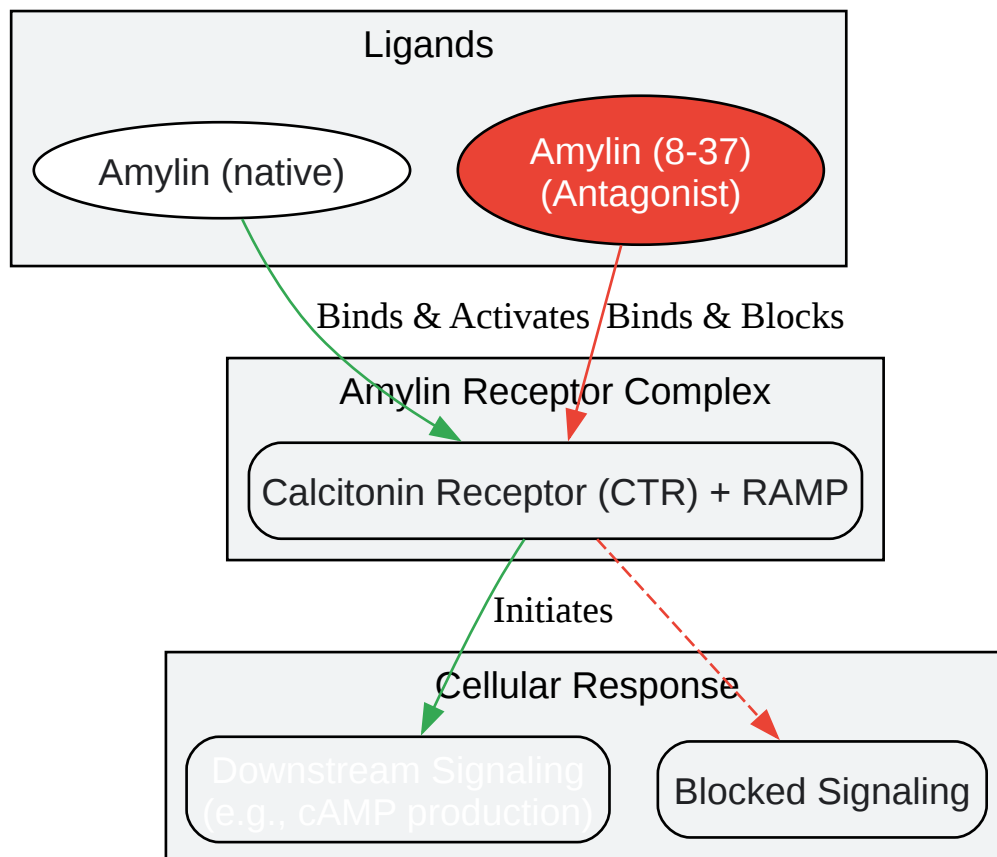 Ligands
Amylin (native)
Amylin (8-37)
(Antagonist)
Binds & Activates
Binds & Blocks
Amylin Receptor Complex
Calcitonin Receptor (CTR) + RAMP
Initiates
Cellular Response
Downstream Signaling
(e.g., cAMP production)
Blocked Signaling